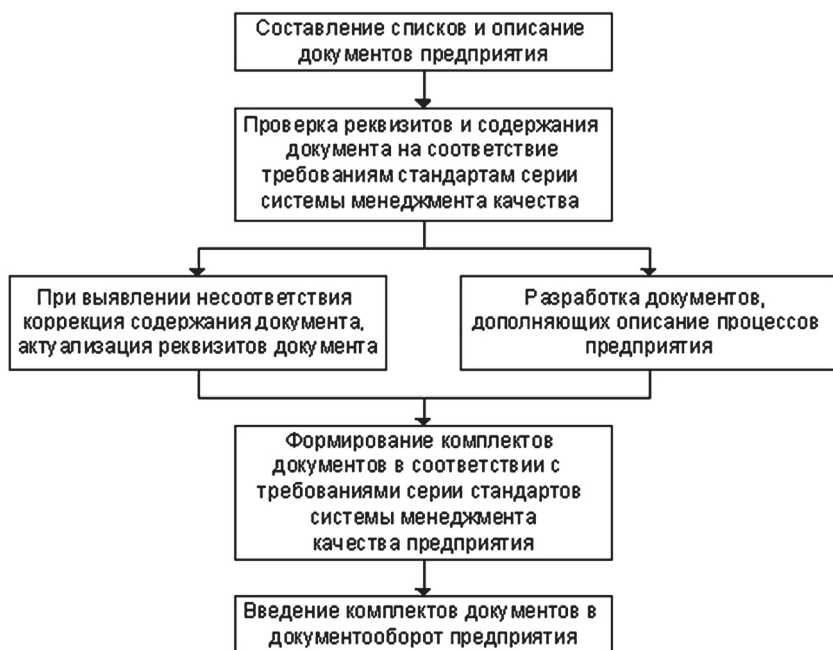 Составление списков и описание
документов предприятия
Проверка реквизитов и содержания
документа на соответствие
требованиям стандартам серии
системы менеджмента качества
При выявлении несоответствия
коррекция содержания документа,
актуализация реквизитов документа
Разработка документов,
дополняющих описание процессов
предприятия
Формирование комплектов
документов в соответствии с
требованиями серии стандартов
системы менеджмента
качества предприятия
Введение комплектов документов в
документооборот предприятия